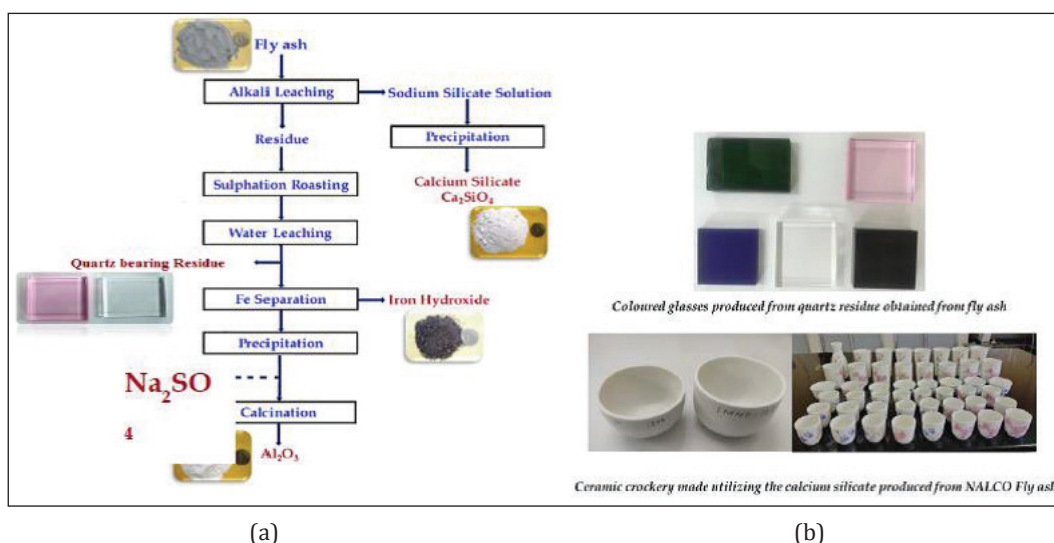 Fly ash
Alkali Leaching
Sodium Silicate Solution
Residue
Precipitation
Sulphation Roasting
Calcium Silicate
Ca₂SiO₄
Water Leaching
Quartz bearing Residue
Fe Separation
Iron Hydroxide
Precipitation
Na₂SO
4
Calcination
Al₂O₃
(a)
Coloured glasses produced from quartz residue obtained from fly ash
Ceramic crockery made utilizing the calcium silicate produced from NALCO Fly ash
(b)